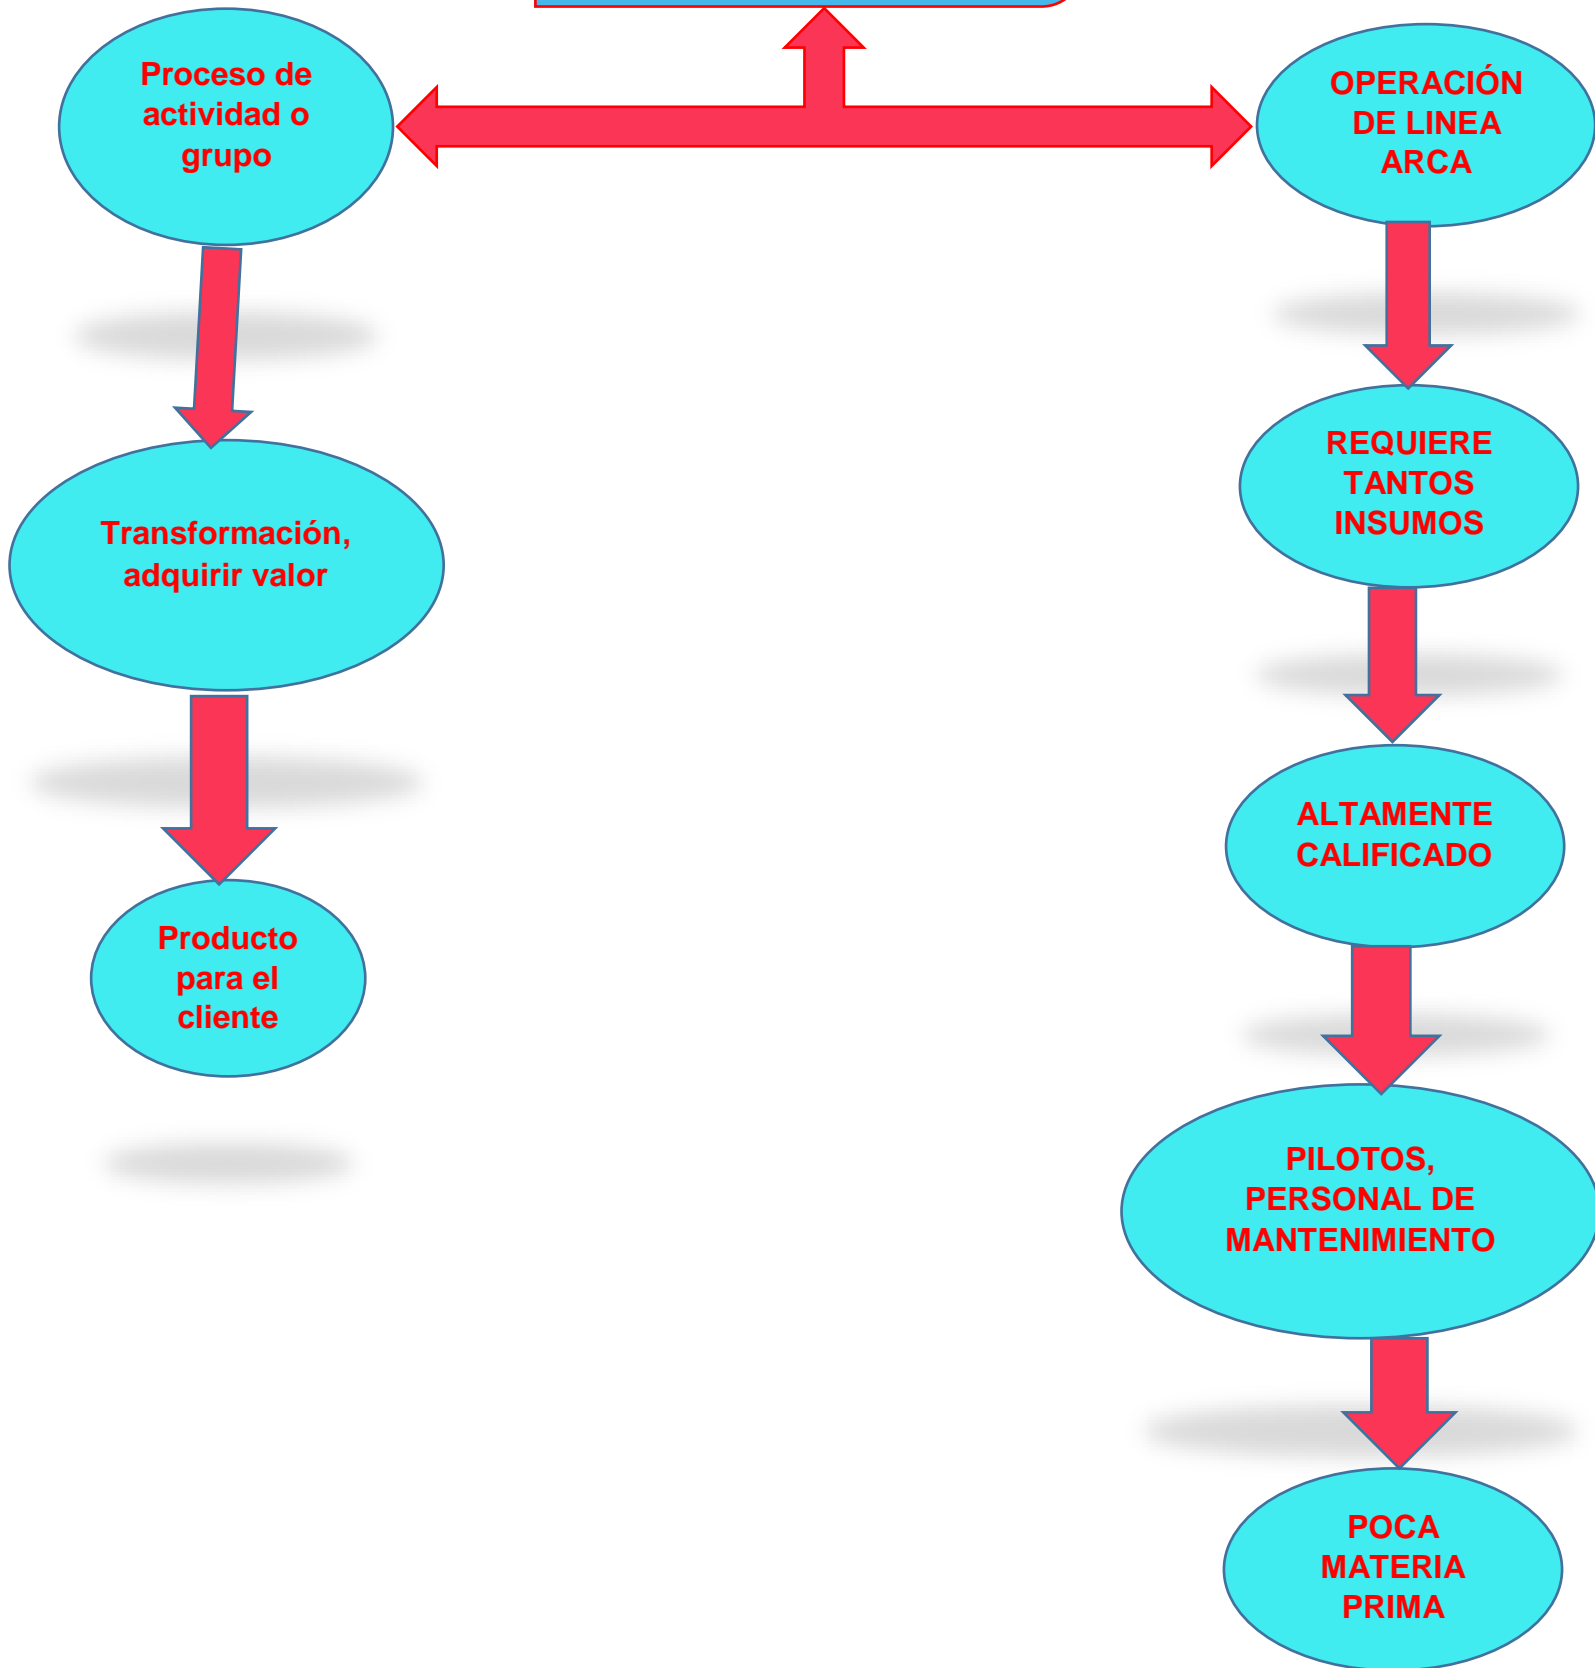 Proceso de
actividad o
grupo
Transformación,
adquirir valor
Producto
para el
cliente
OPERACIÓN
DE LINEA
ARCA
REQUIERE
TANTOS
INSUMOS
ALTAMENTE
CALIFICADO
PILOTOS,
PERSONAL DE
MANTENIMIENTO
POCA
MATERIA
PRIMA